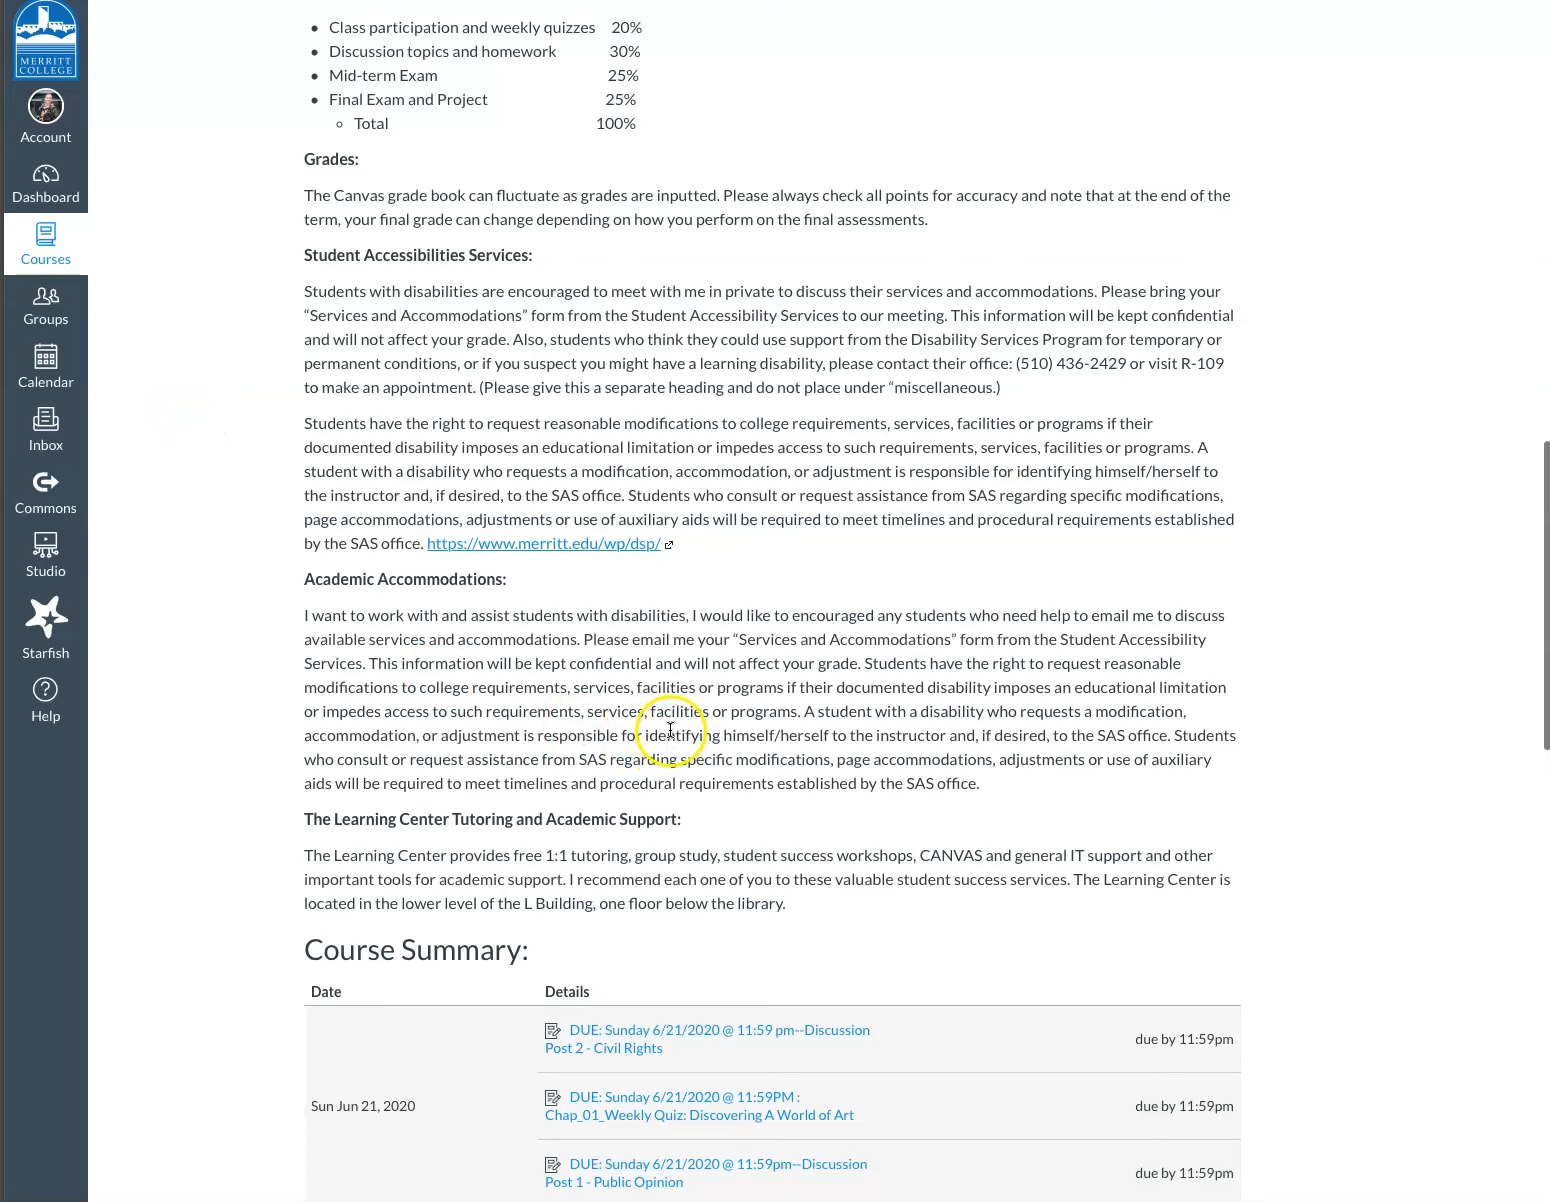 MERRITT
COLLEGE
Account
Dashboard
Courses
Groups
Calendar
Inbox
Commons
Studio
Starfish
Help
Class participation and weekly quizzes 20%
Discussion topics and homework 30%
Mid-term Exam 25%
Final Exam and Project 25%
Total 100%
Grades:
The Canvas grade book can fluctuate as grades are inputted. Please always check all points for accuracy and note that at the end of the
term, your final grade can change depending on how you perform on the final assessments.
Student Accessibilities Services:
Students with disabilities are encouraged to meet with me in private to discuss their services and accommodations. Please bring your
“Services and Accommodations” form from the Student Accessibility Services to our meeting. This information will be kept confidential
and will not affect your grade. Also, students who think they could use support from the Disability Services Program for temporary or
permanent conditions, or if you suspect you might have a learning disability, please contact their office: (510) 436-2429 or visit R-109
to make an appointment. (Please give this a separate heading and do not place under “miscellaneous.)
Students have the right to request reasonable modifications to college requirements, services, facilities or programs if their
documented disability imposes an educational limitation or impedes access to such requirements, services, facilities or programs. A
student with a disability who requests a modification, accommodation, or adjustment is responsible for identifying himself/herself to
the instructor and, if desired, to the SAS office. Students who consult or request assistance from SAS regarding specific modifications,
page accommodations, adjustments or use of auxiliary aids will be required to meet timelines and procedural requirements established
by the SAS office. https://www.merritt.edu/wp/dsp/
Academic Accommodations:
I want to work with and assist students with disabilities, I would like to encouraged any students who need help to email me to discuss
available services and accommodations. Please email me your “Services and Accommodations” form from the Student Accessibility
Services. This information will be kept confidential and will not affect your grade. Students have the right to request reasonable
modifications to college requirements, services, facilities or programs if their documented disability imposes an educational limitation
or impedes access to such requirements, services, facilities or programs. A student with a disability who requests a modification,
accommodation, or adjustment is responsible for identifying himself/herself to the instructor and, if desired, to the SAS office. Students
who consult or request assistance from SAS regarding specific modifications, page accommodations, adjustments or use of auxiliary
aids will be required to meet timelines and procedural requirements established by the SAS office.
The Learning Center Tutoring and Academic Support:
The Learning Center provides free 1:1 tutoring, group study, student success workshops, CANVAS and general IT support and other
important tools for academic support. I recommend each one of you to these valuable student success services. The Learning Center is
located in the lower level of the L Building, one floor below the library.
Course Summary:
Date Details
DUE: Sunday 6/21/2020 @ 11:59 pm--Discussion
Post 2 - Civil Rights
due by 11:59pm
Sun Jun 21, 2020
DUE: Sunday 6/21/2020 @ 11:59PM :
Chap_01_Weekly Quiz: Discovering A World of Art
due by 11:59pm
DUE: Sunday 6/21/2020 @ 11:59pm--Discussion
Post 1 - Public Opinion
due by 11:59pm